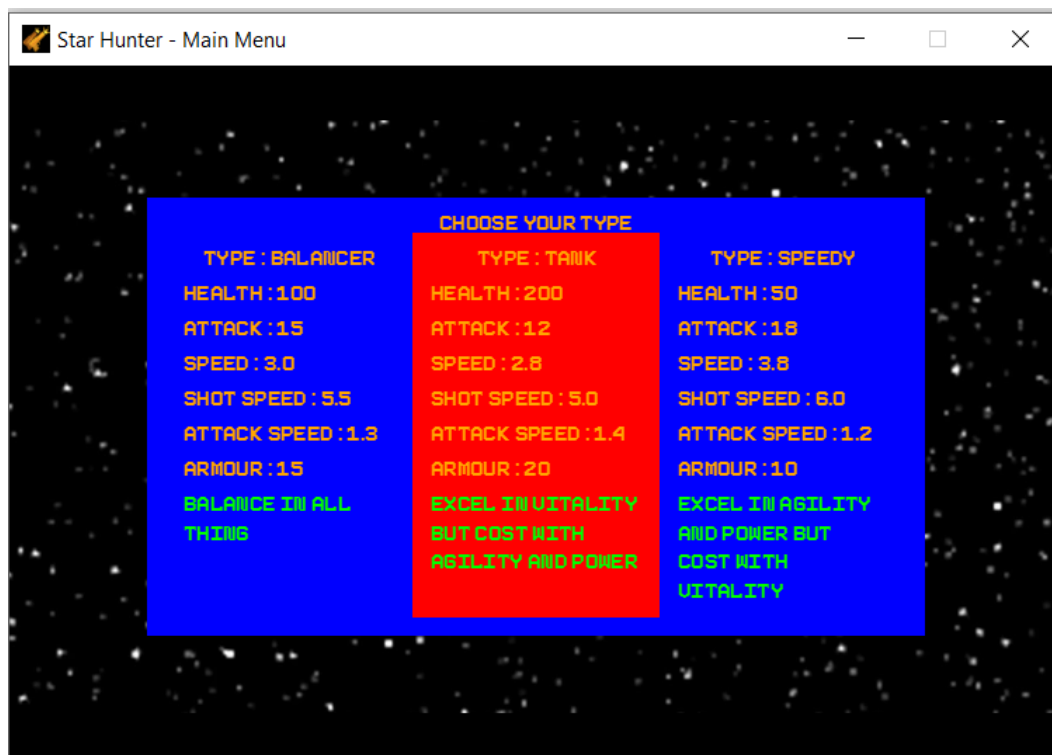 Star Hunter - Main Menu
CHOOSE YOUR TYPE
TYPE : BALANCER
HEALTH : 100
ATTACK : 15
SPEED : 3.0
SHOT SPEED : 5.5
ATTACK SPEED : 1.3
ARMOUR : 15
BALANCE IN ALL
THING
TYPE : TANK
HEALTH : 200
ATTACK : 12
SPEED : 2.8
SHOT SPEED : 5.0
ATTACK SPEED : 1.4
ARMOUR : 20
EXCEL IN VITALITY
BUT COST WITH
AGILITY AND POWER
TYPE : SPEEDY
HEALTH : 50
ATTACK : 18
SPEED : 3.8
SHOT SPEED : 6.0
ATTACK SPEED : 1.2
ARMOUR : 10
EXCEL IN AGILITY
AND POWER BUT
COST WITH
VITALITY